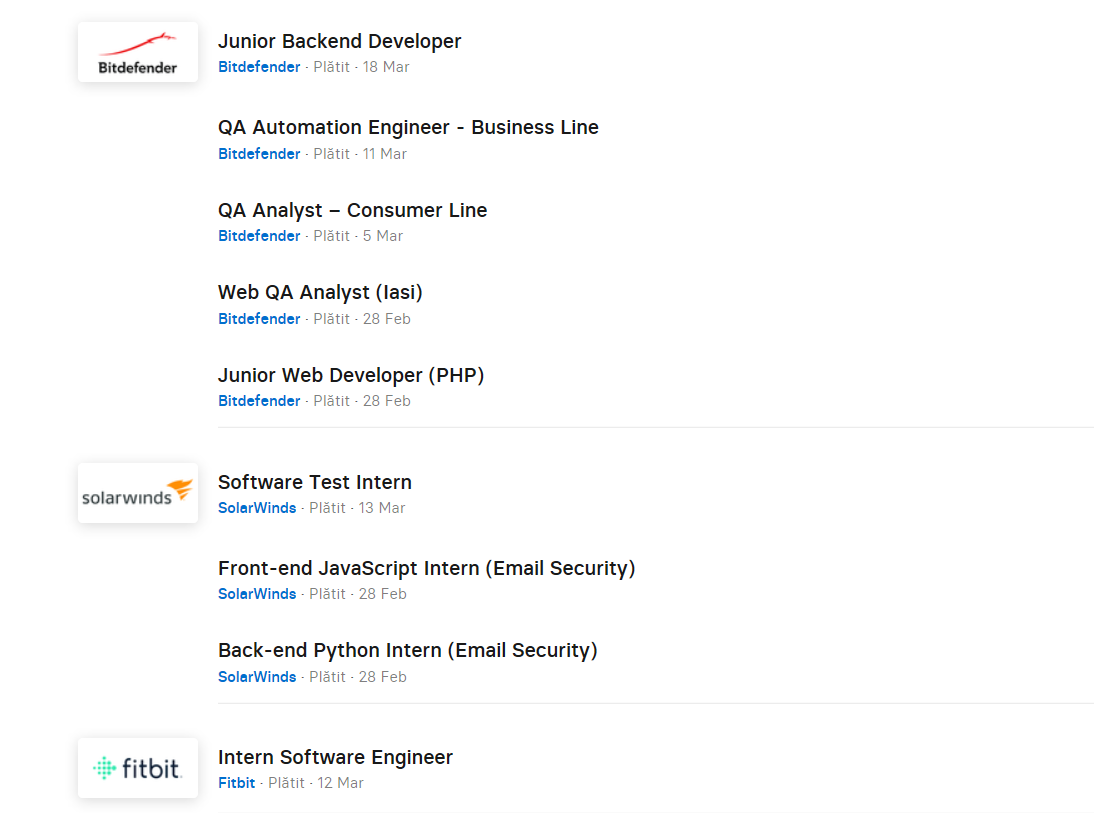 Bitdefender
Junior Backend Developer
Bitdefender · Plătit · 18 Mar
QA Automation Engineer - Business Line
Bitdefender · Plătit · 11 Mar
QA Analyst – Consumer Line
Bitdefender · Plătit · 5 Mar
Web QA Analyst (Iasi)
Bitdefender · Plătit · 28 Feb
Junior Web Developer (PHP)
Bitdefender · Plătit · 28 Feb
solarwinds
Software Test Intern
SolarWinds · Plătit · 13 Mar
Front-end JavaScript Intern (Email Security)
SolarWinds · Plătit · 28 Feb
Back-end Python Intern (Email Security)
SolarWinds · Plătit · 28 Feb
fitbit
Intern Software Engineer
Fitbit · Plătit · 12 Mar